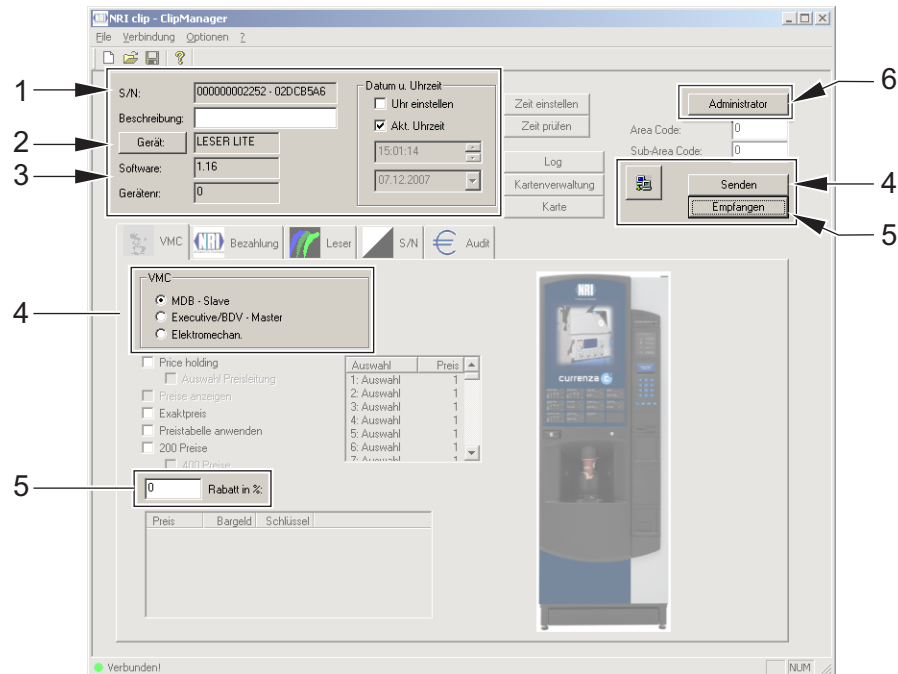 NRI clip - ClipManager
File Verbindung Optionen ?
1
S/N: 000000002252 - 02DCB5A6
Beschreibung:
2
Gerät: LESER LITE
3
Software: 1.16
Gerätenr: 0
Datum u. Uhrzeit
Uhr einstellen
Akt. Uhrzeit
15:01:14
07.12.2007
Zeit einstellen
Zeit prüfen
Log
Kartenverwaltung
Karte
6
Administrator
Area Code: 0
Sub-Area Code: 0
Senden
4
Empfangen
5
VMC
NRI
Bezahlung
Leser
S/N
€
Audit
4
VMC
MDB - Slave
Executive/BDV - Master
Elektromechan.
Price holding
Auswahl Preisleitung
Preise anzeigen
Exaktpreis
Preistabelle anwenden
200 Preise
400 Preise
Auswahl Preis
1: Auswahl 1
2: Auswahl 1
3: Auswahl 1
4: Auswahl 1
5: Auswahl 1
6: Auswahl 1
7: Auswahl 1
5
0 Rabatt in %:
Preis Bargeld Schlüssel
NRI
currenza c
Verbunden!
NUM